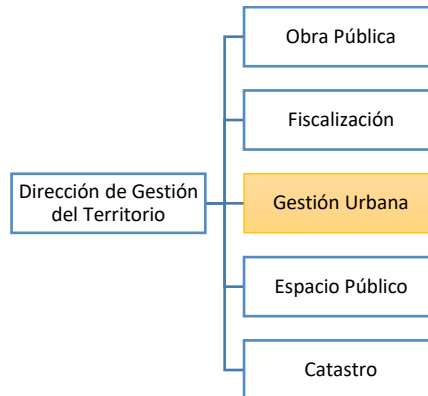 Obra Pública
Fiscalización
Dirección de Gestión
del Territorio
Gestión Urbana
Espacio Público
Catastro